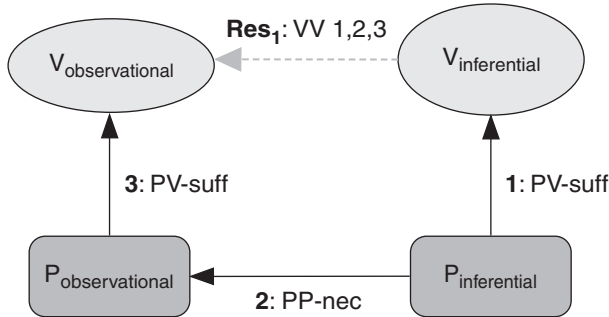 Res1: VV 1,2,3
Vobservational
Vinferential
3: PV-suff
1: PV-suff
Pobservational
Pinferential
2: PP-nec